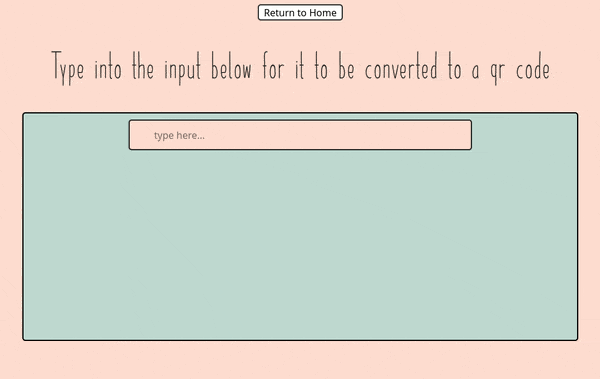 Return to Home
Type into the input below for it to be converted to a qr code
type here...